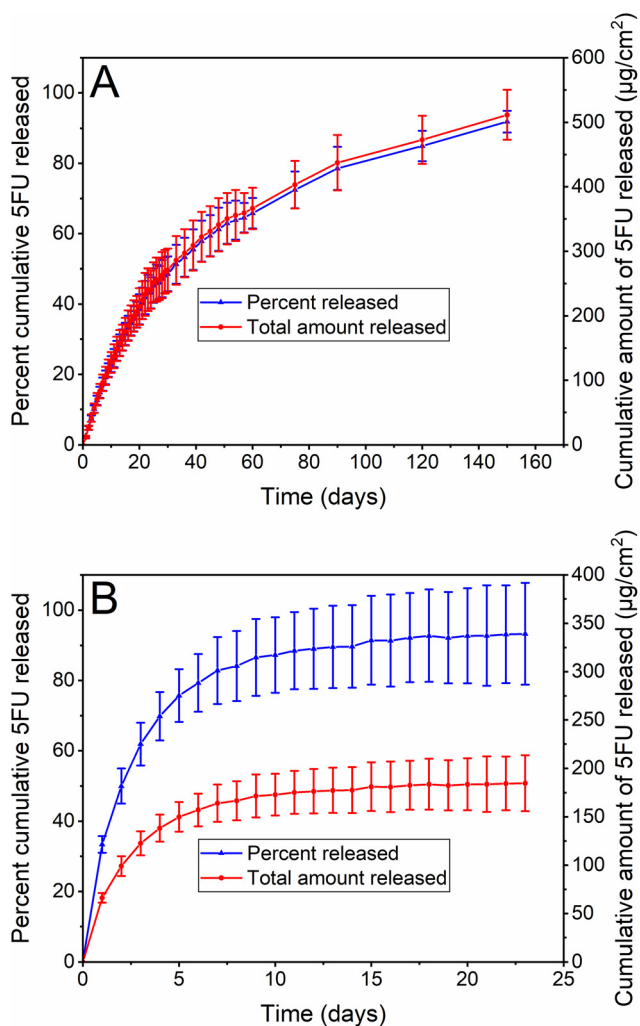 A
Percent cumulative 5FU released
100
80
60
40
20
0
600
500
400
300
200
100
0
Cumulative amount of 5FU released (µg/cm²)
Percent released
Total amount released
0 20 40 60 80 100 120 140 160
Time (days)
B
Percent cumulative 5FU released
100
80
60
40
20
0
400
350
300
250
200
150
100
50
0
Cumulative amount of 5FU released (µg/cm²)
Percent released
Total amount released
0 5 10 15 20 25
Time (days)